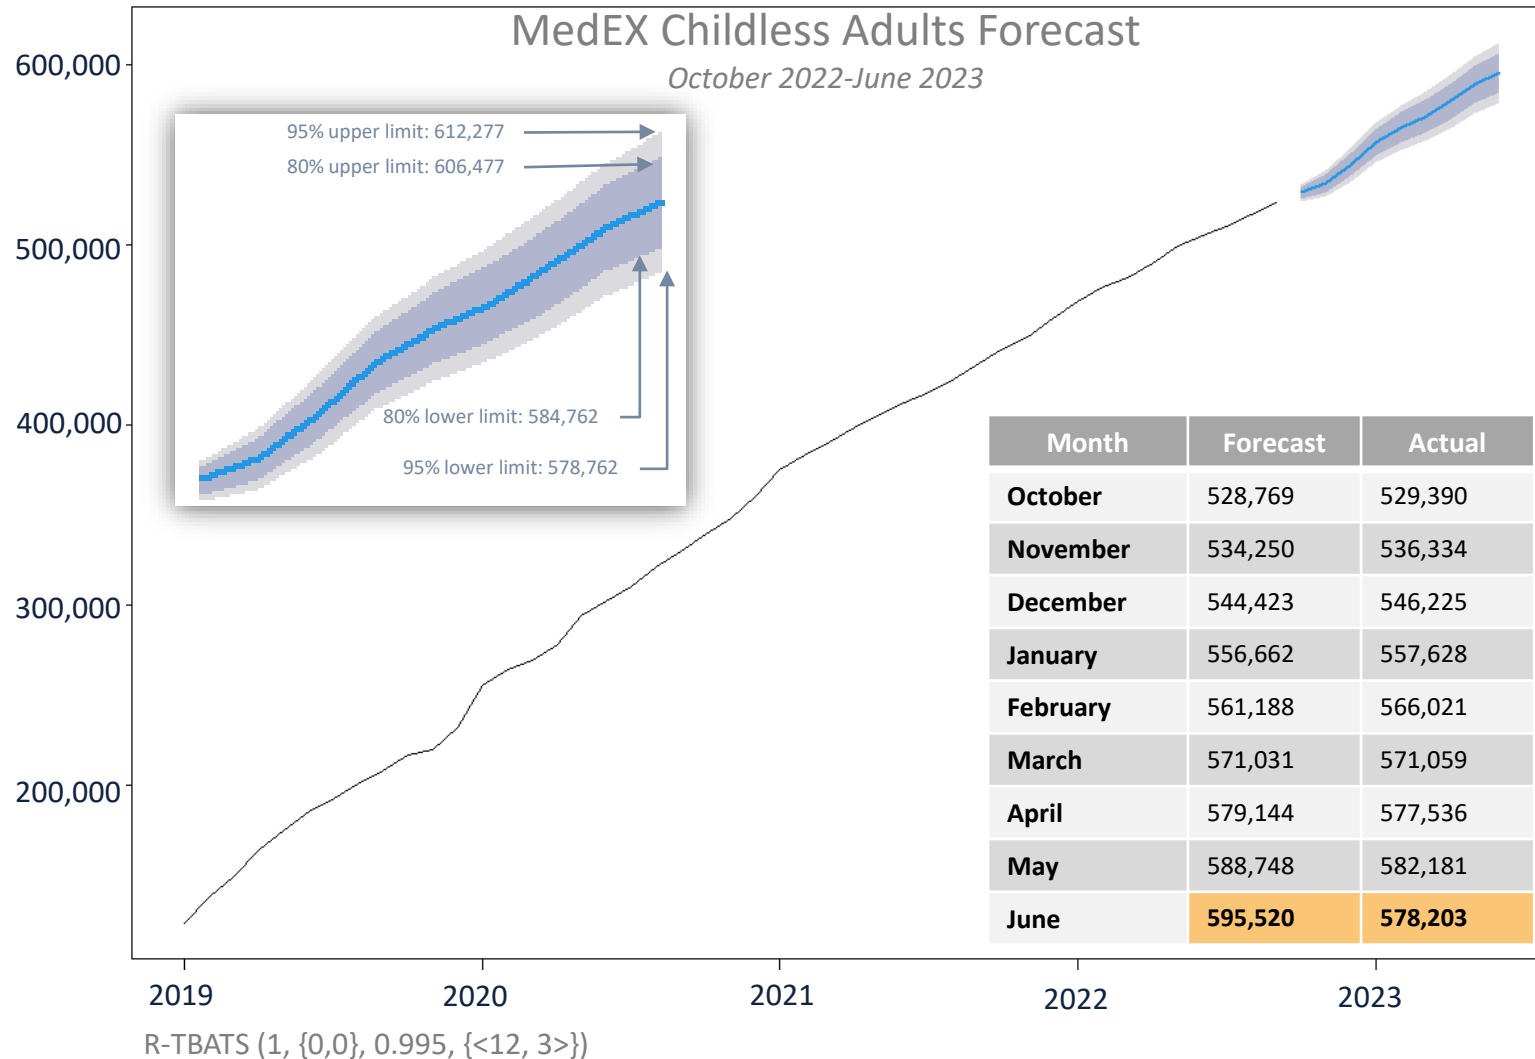 MedEX Childless Adults Forecast
October 2022-June 2023
600,000
500,000
400,000
300,000
200,000
95% upper limit: 612,277
80% upper limit: 606,477
80% lower limit: 584,762
95% lower limit: 578,762
Month Forecast Actual
October 528,769 529,390
November 534,250 536,334
December 544,423 546,225
January 556,662 557,628
February 561,188 566,021
March 571,031 571,059
April 579,144 577,536
May 588,748 582,181
June 595,520 578,203
2019 2020 2021 2022 2023
R-TBATS (1, {0,0}, 0.995, {<12, 3>})